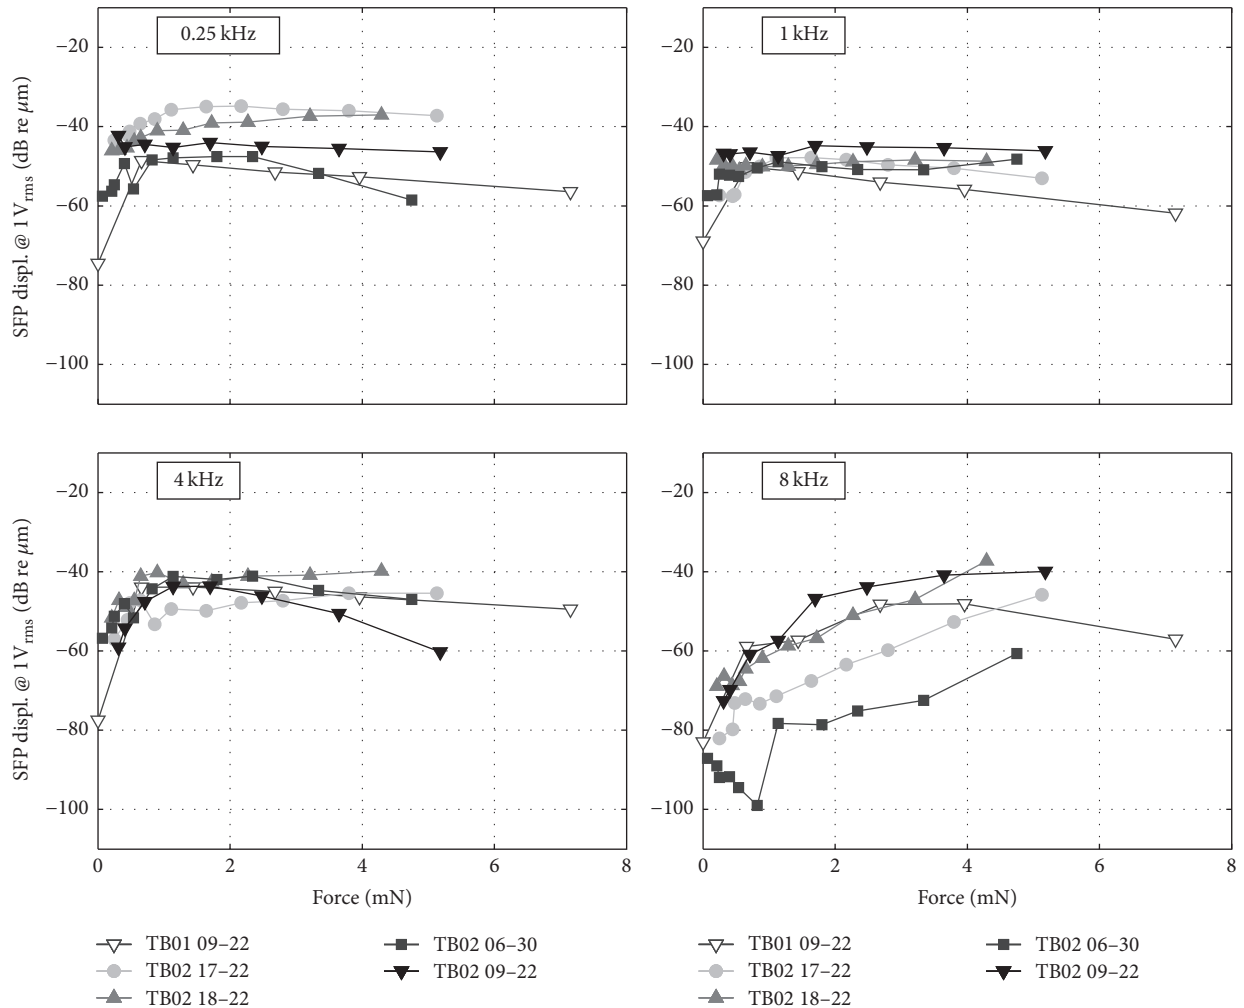 0.25 kHz
1 kHz
−20
−40
−60
−80
−100
−20
−40
−60
−80
−100
SFP displ. @ 1 Vrms (dB re μm)
4 kHz
8 kHz
−20
−40
−60
−80
−100
−20
−40
−60
−80
−100
SFP displ. @ 1 Vrms (dB re μm)
0 2 4 6 8
0 2 4 6 8
Force (mN)
Force (mN)
TB01 09–22
TB02 17–22
TB02 18–22
TB02 06–30
TB02 09–22
TB01 09–22
TB02 17–22
TB02 18–22
TB02 06–30
TB02 09–22